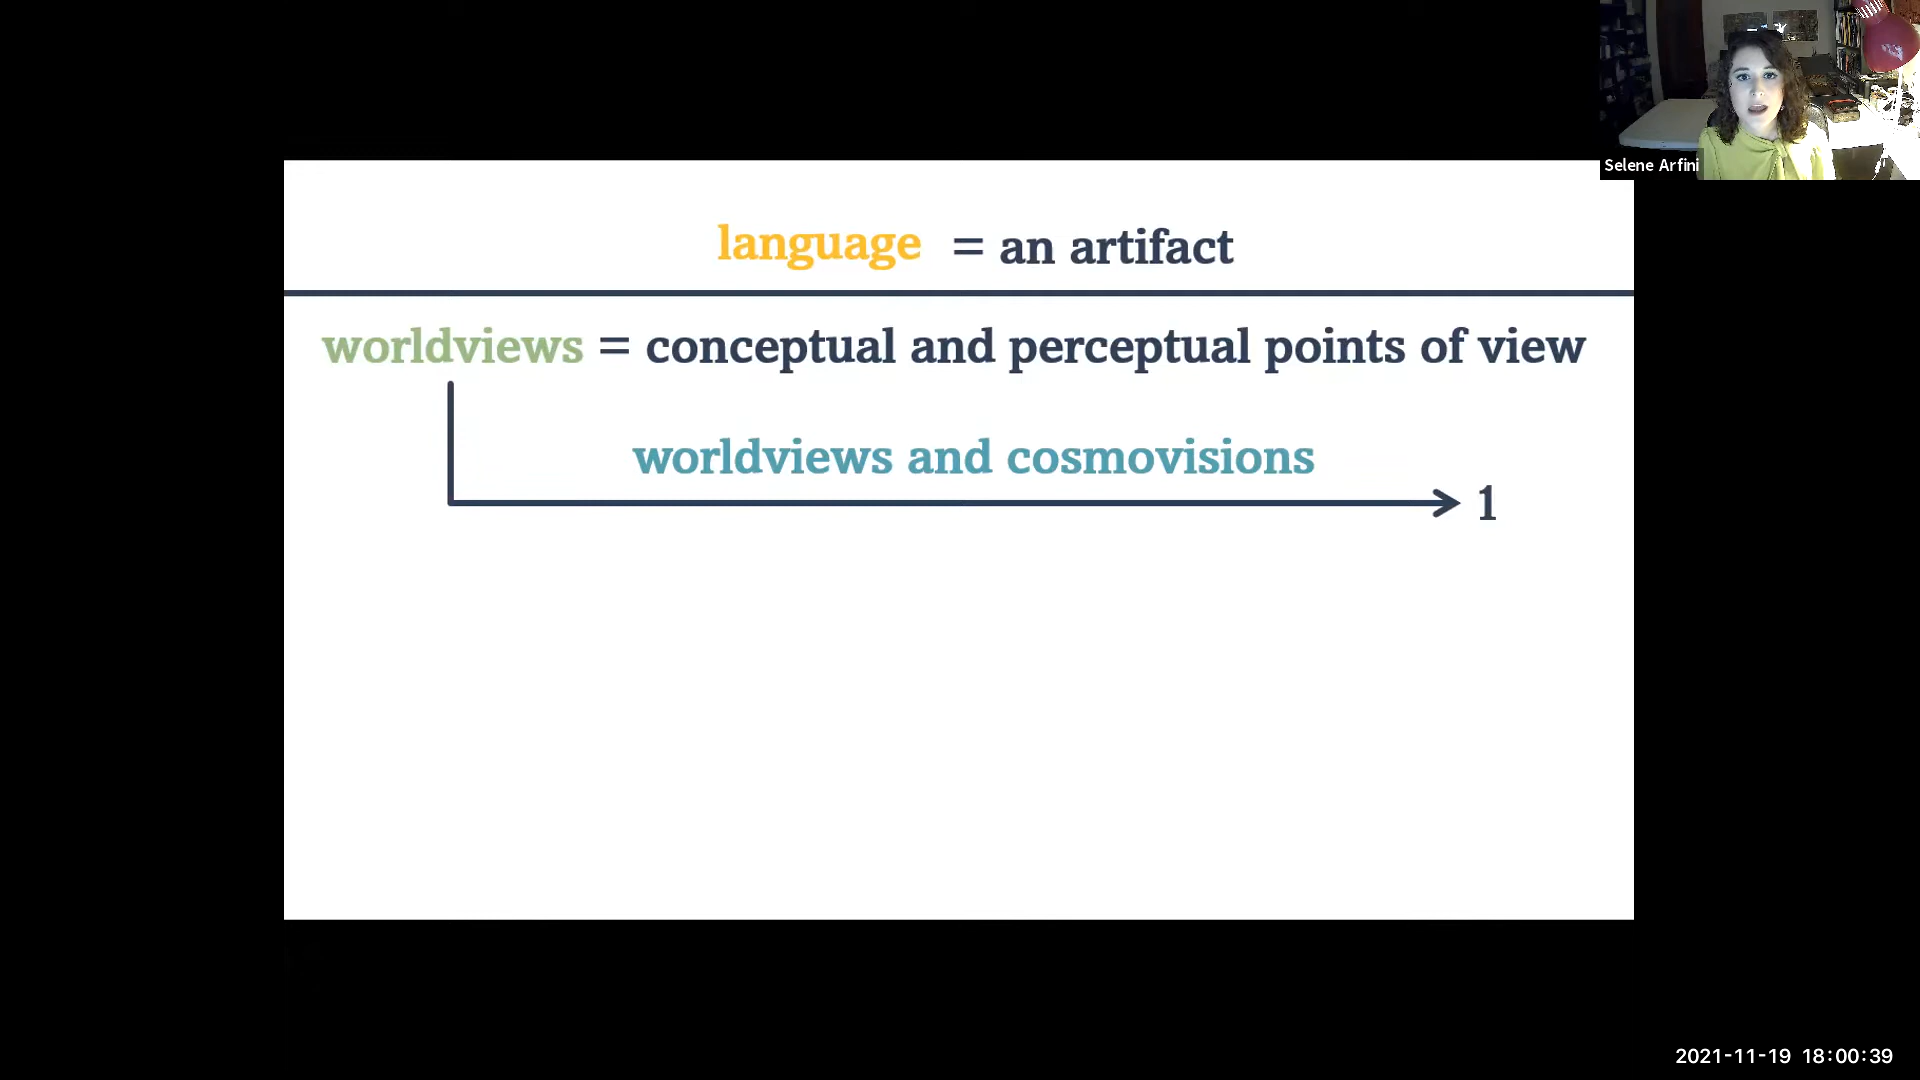 Selene Arfini
language = an artifact
worldviews = conceptual and perceptual points of view
worldviews and cosmovisions
1
2021-11-19 18:00:39